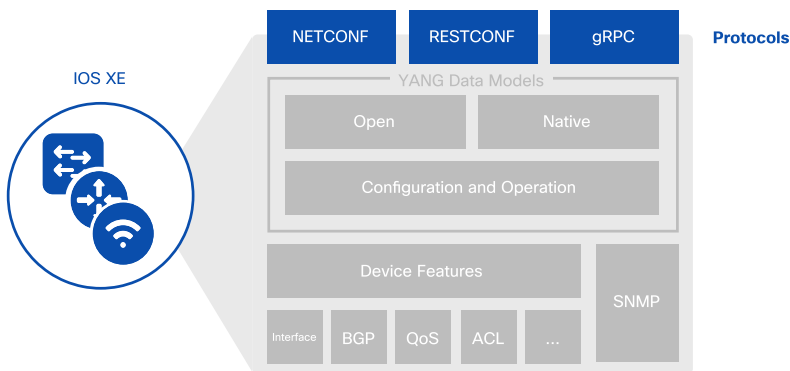 NETCONF
RESTCONF
gRPC
Protocols
IOS XE
YANG Data Models
Open
Native
Configuration and Operation
Device Features
SNMP
Interface
BGP
QoS
ACL
...